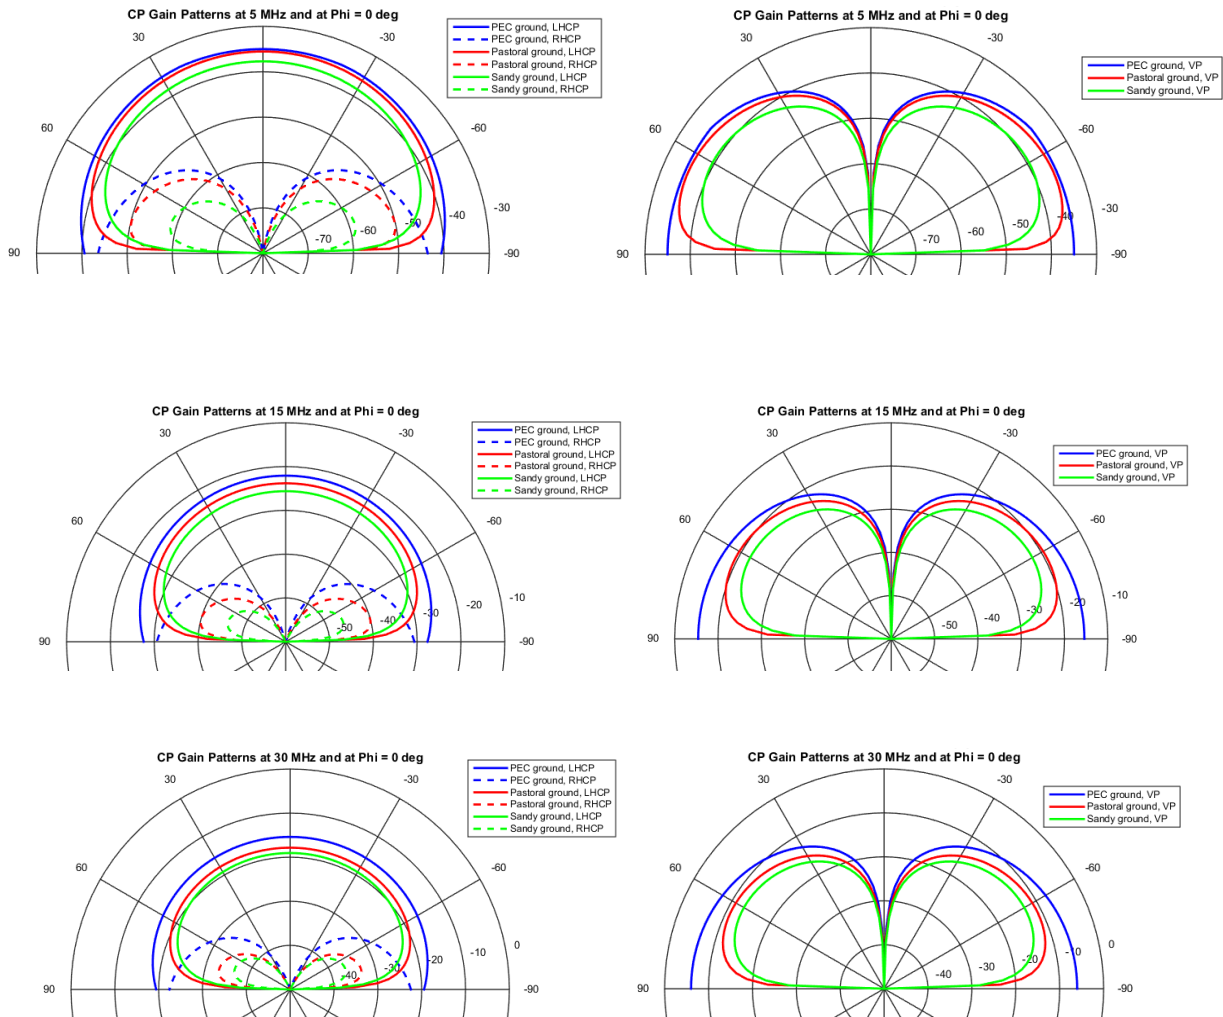 CP Gain Patterns at 5 MHz and at Phi = 0 deg
PEC ground, LHCP
PEC ground, RHCP
Pastoral ground, LHCP
Pastoral ground, RHCP
Sandy ground, LHCP
Sandy ground, RHCP
30
-30
60
-60
-30
-40
-50
-60
-70
90
-90
CP Gain Patterns at 5 MHz and at Phi = 0 deg
PEC ground, VP
Pastoral ground, VP
Sandy ground, VP
30
-30
60
-60
-30
-40
-50
-60
-70
90
-90
CP Gain Patterns at 15 MHz and at Phi = 0 deg
PEC ground, LHCP
PEC ground, RHCP
Pastoral ground, LHCP
Pastoral ground, RHCP
Sandy ground, LHCP
Sandy ground, RHCP
30
-30
60
-60
-10
-20
-30
-40
-50
90
-90
CP Gain Patterns at 15 MHz and at Phi = 0 deg
PEC ground, VP
Pastoral ground, VP
Sandy ground, VP
30
-30
60
-60
-10
-20
-30
-40
-50
90
-90
CP Gain Patterns at 30 MHz and at Phi = 0 deg
PEC ground, LHCP
PEC ground, RHCP
Pastoral ground, LHCP
Pastoral ground, RHCP
Sandy ground, LHCP
Sandy ground, RHCP
30
-30
60
-60
0
-10
-20
-30
-40
90
-90
CP Gain Patterns at 30 MHz and at Phi = 0 deg
PEC ground, VP
Pastoral ground, VP
Sandy ground, VP
30
-30
60
-60
0
-10
-20
-30
-40
90
-90